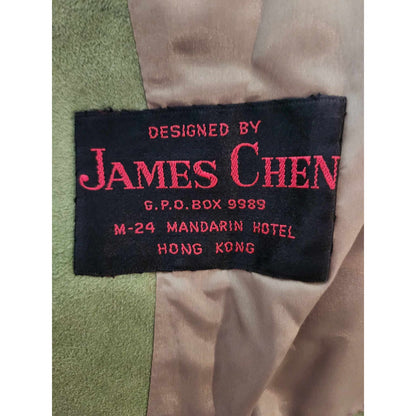 DESIGNED BY
JAMES CHEN
G.P.O. BOX 9989
M-24 MANDARIN HOTEL
HONG KONG